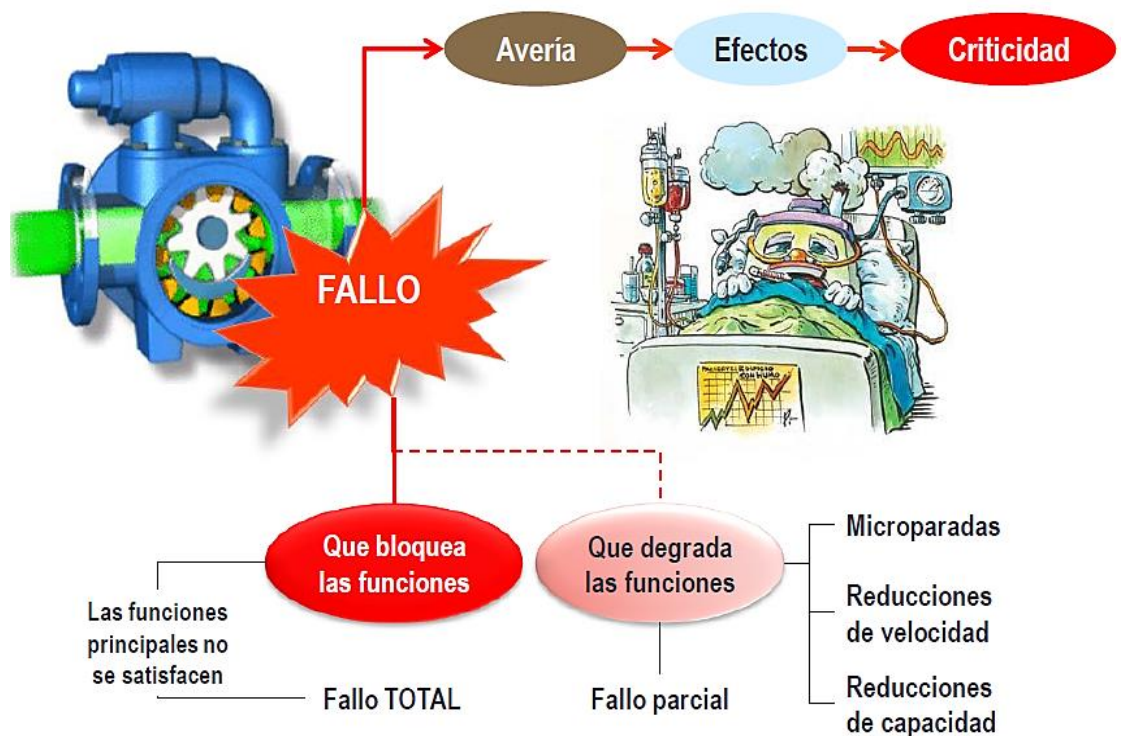 Avería
Efectos
Criticidad
FALLO
CONSUMO
Que bloquea
las funciones
Que degrada
las funciones
Microparadas
Reducciones
de velocidad
Reducciones
de capacidad
Las funciones
principales no
se satisfacen
Fallo TOTAL
Fallo parcial